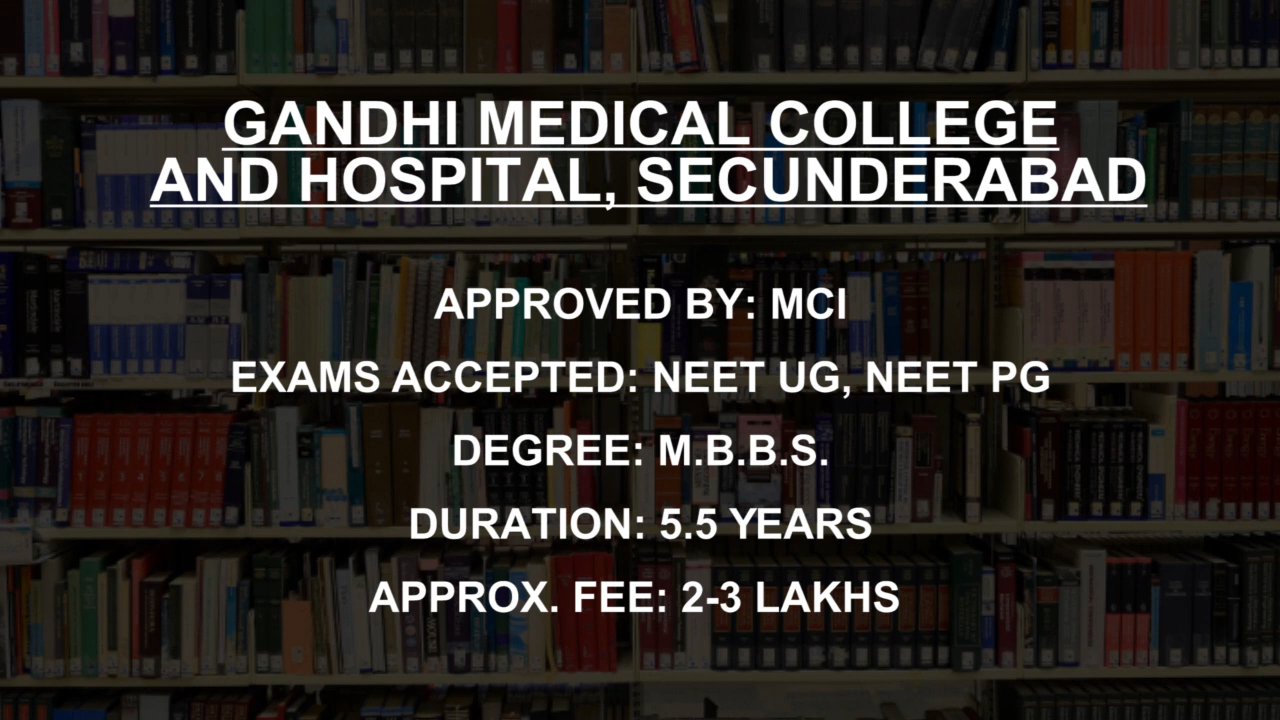 GANDHI MEDICAL COLLEGE
AND HOSPITAL, SECUNDERABAD
APPROVED BY: MCI
EXAMS ACCEPTED: NEET UG, NEET PG
DEGREE: M.B.B.S.
DURATION: 5.5 YEARS
APPROX. FEE: 2-3 LAKHS